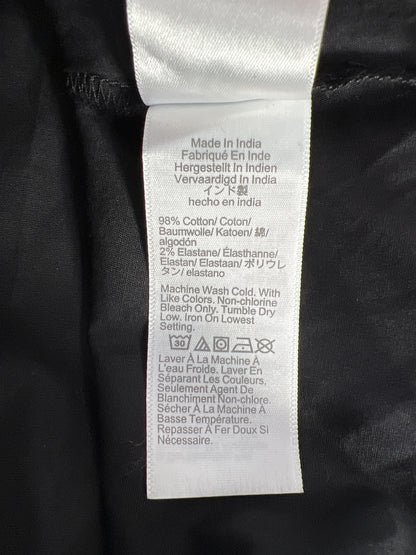 Made In India
Fabriqué En Inde
Hergestellt In Indien
Vervaardigd In India
インド製
hecho en india
98% Cotton/ Coton/
Baumwolle/ Katoen/ 綿/
algodón
2% Elastane/ Élasthanne/
Elastan/ Elastaan/ ポリウレ
タン/ elastano
Machine Wash Cold. With
Like Colors. Non-chlorine
Bleach Only. Tumble Dry
Low. Iron On Lowest
Setting.
30
Laver À La Machine À
L'eau Froide. Laver En
Séparant Les Couleurs.
Seulement Agent De
Blanchiment Non-chlore.
Sécher À La Machine A
Basse Température.
Repasser À Fer Doux Si
Nécessaire.